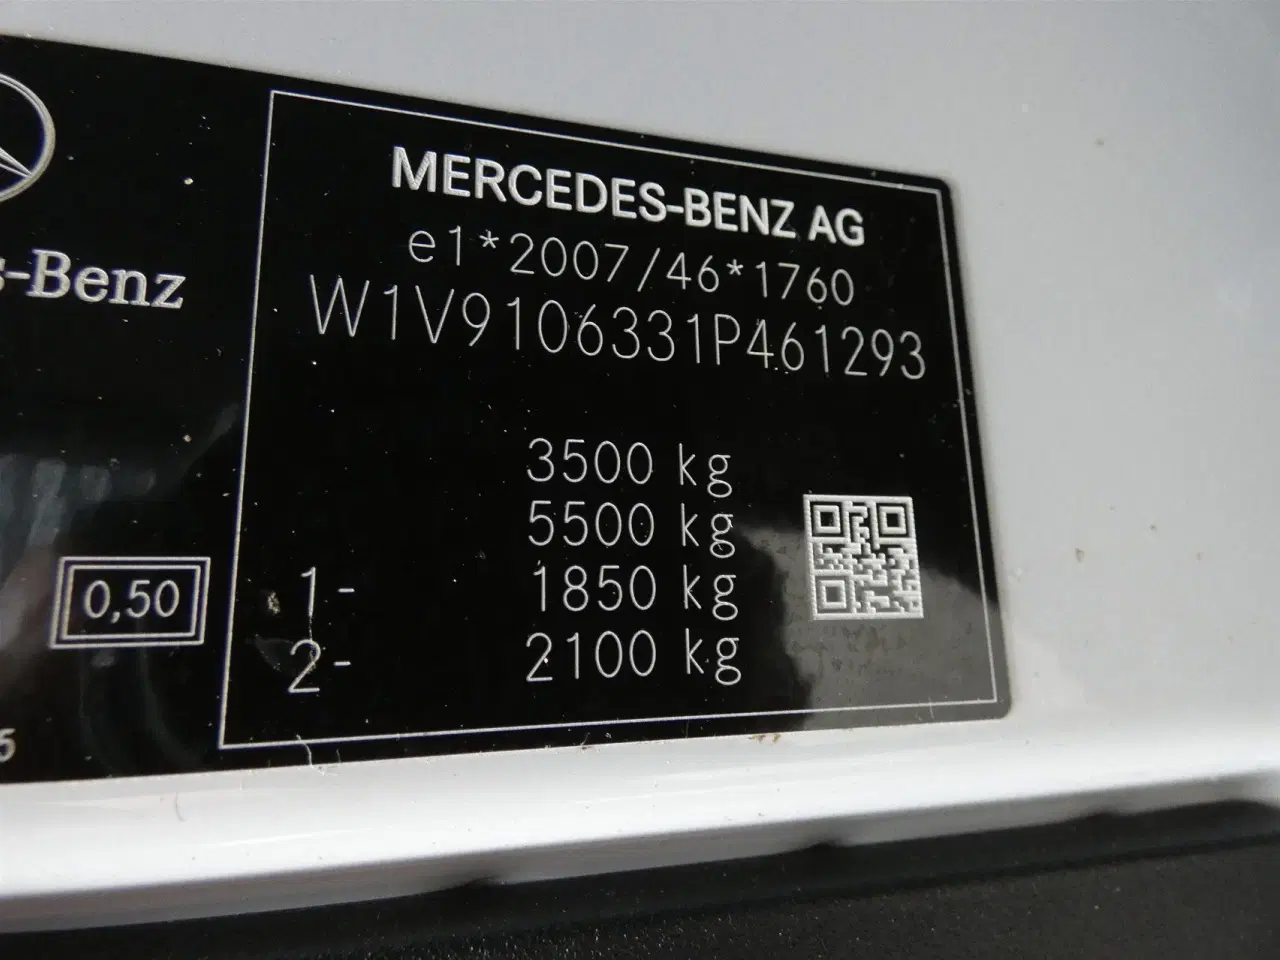 MERCEDES-BENZ AG
e1*2007/46*1760
W1V9106331P461293
s-Benz
3500 kg
5500 kg
1- 1850 kg
2- 2100 kg
0,50
5